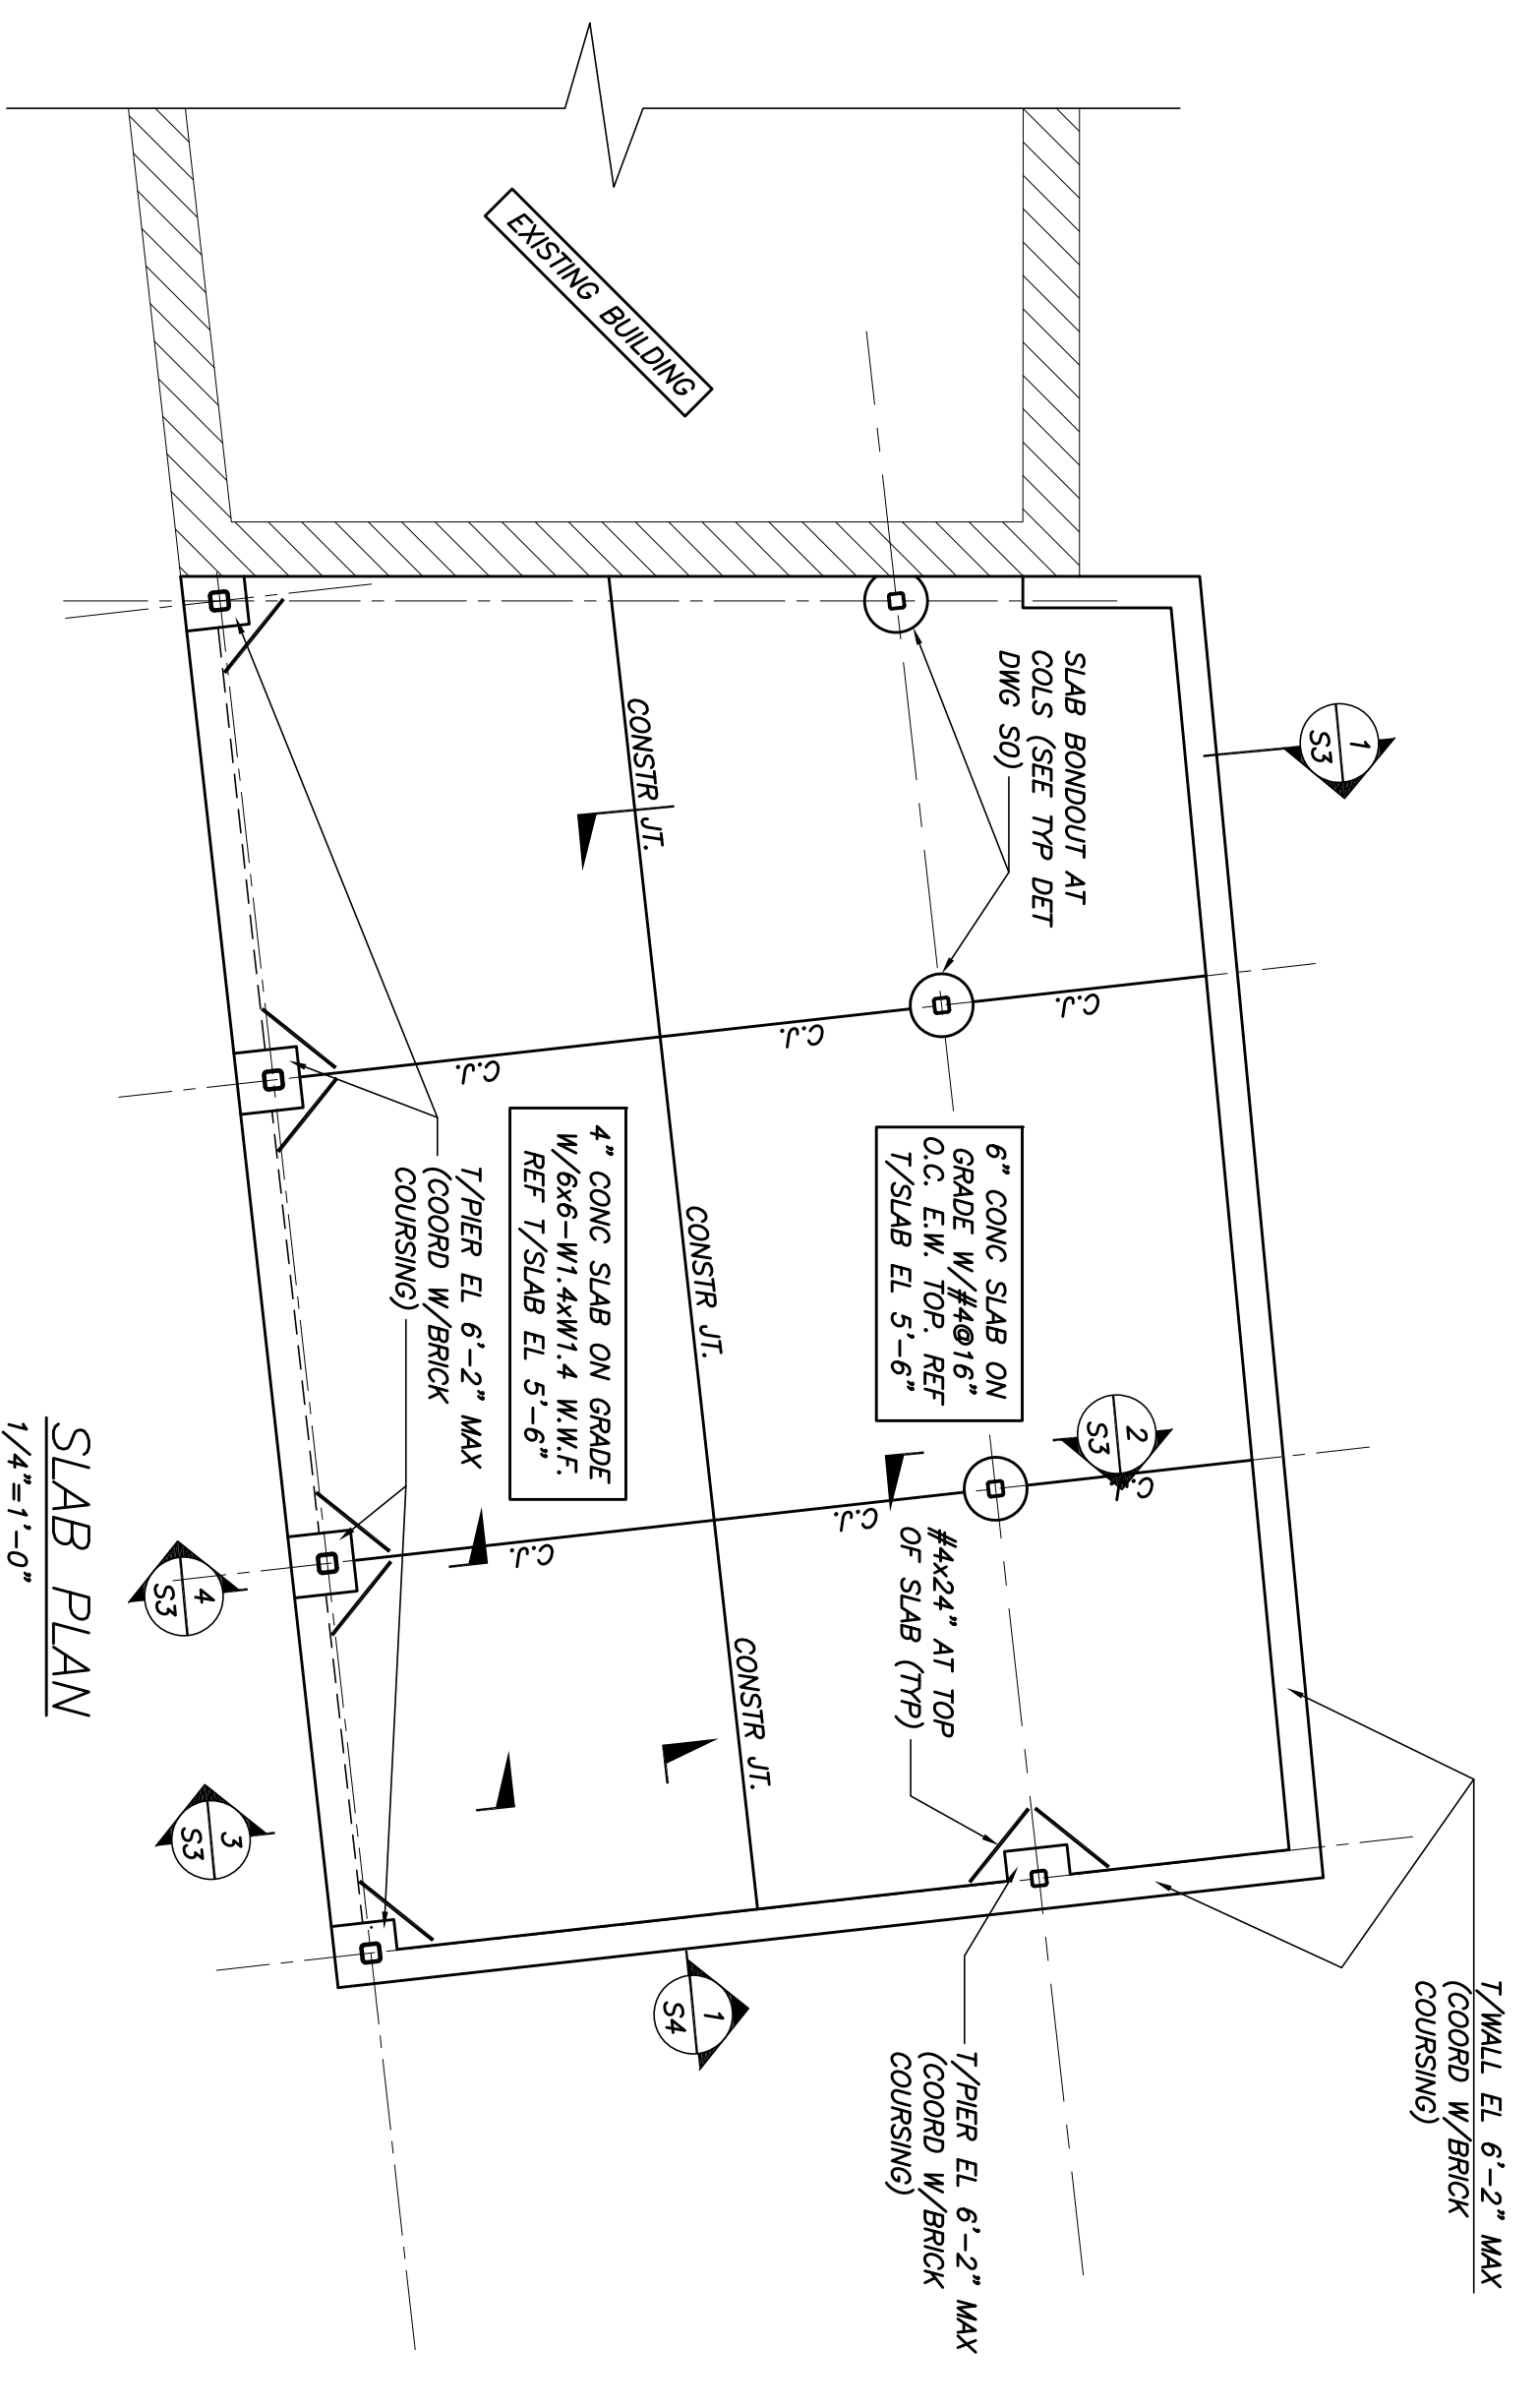 T/WALL EL 6'-2" MAX
(COORD W/BRICK
COURSING)
1
S3
SLAB BONDOUT AT
COLS (SEE TYP DET
DWG S0)
EXISTING BUILDING
C.J.
2
S3
C.J.
6" CONC SLAB ON
GRADE W/#4@16"
O.C. E.W. TOP. REF
T/SLAB EL 5'-6"
#4x24" AT TOP
OF SLAB (TYP)
T/PIER EL 6'-2" MAX
(COORD W/BRICK
COURSING)
C.J.
C.J.
CONSTR JT.
CONSTR JT.
CONSTR JT.
1
S4
4" CONC SLAB ON GRADE
W/6x6-W1.4xW1.4 W.W.F.
REF T/SLAB EL 5'-6"
C.J.
C.J.
T/PIER EL 6'-2" MAX
(COORD W/BRICK
COURSING)
4
S3
3
S3
SLAB PLAN
1/4"=1'-0"